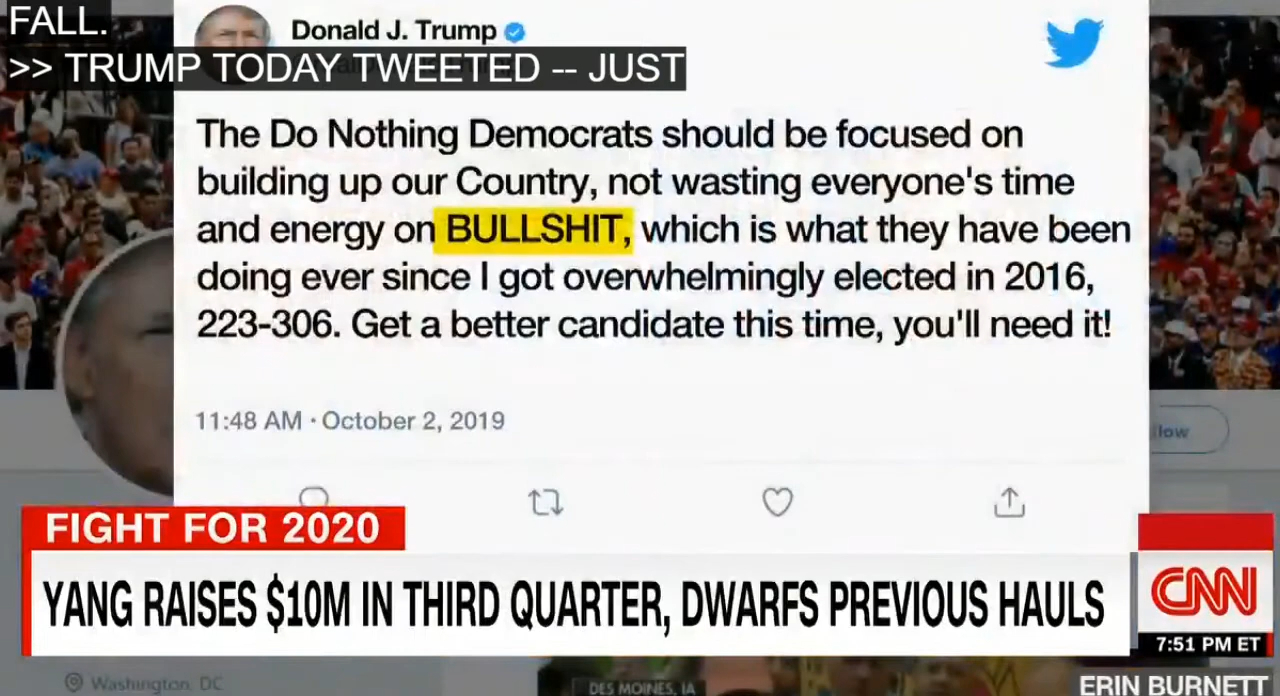 FALL.
>> TRUMP TODAY TWEETED -- JUST
Donald J. Trump
The Do Nothing Democrats should be focused on
building up our Country, not wasting everyone's time
and energy on BULLSHIT, which is what they have been
doing ever since I got overwhelmingly elected in 2016,
223-306. Get a better candidate this time, you'll need it!
11:48 AM · October 2, 2019
llow
FIGHT FOR 2020
YANG RAISES $10M IN THIRD QUARTER, DWARFS PREVIOUS HAULS
CNN
7:51 PM ET
Washington, DC
DES MOINES, IA
ERIN BURNETT